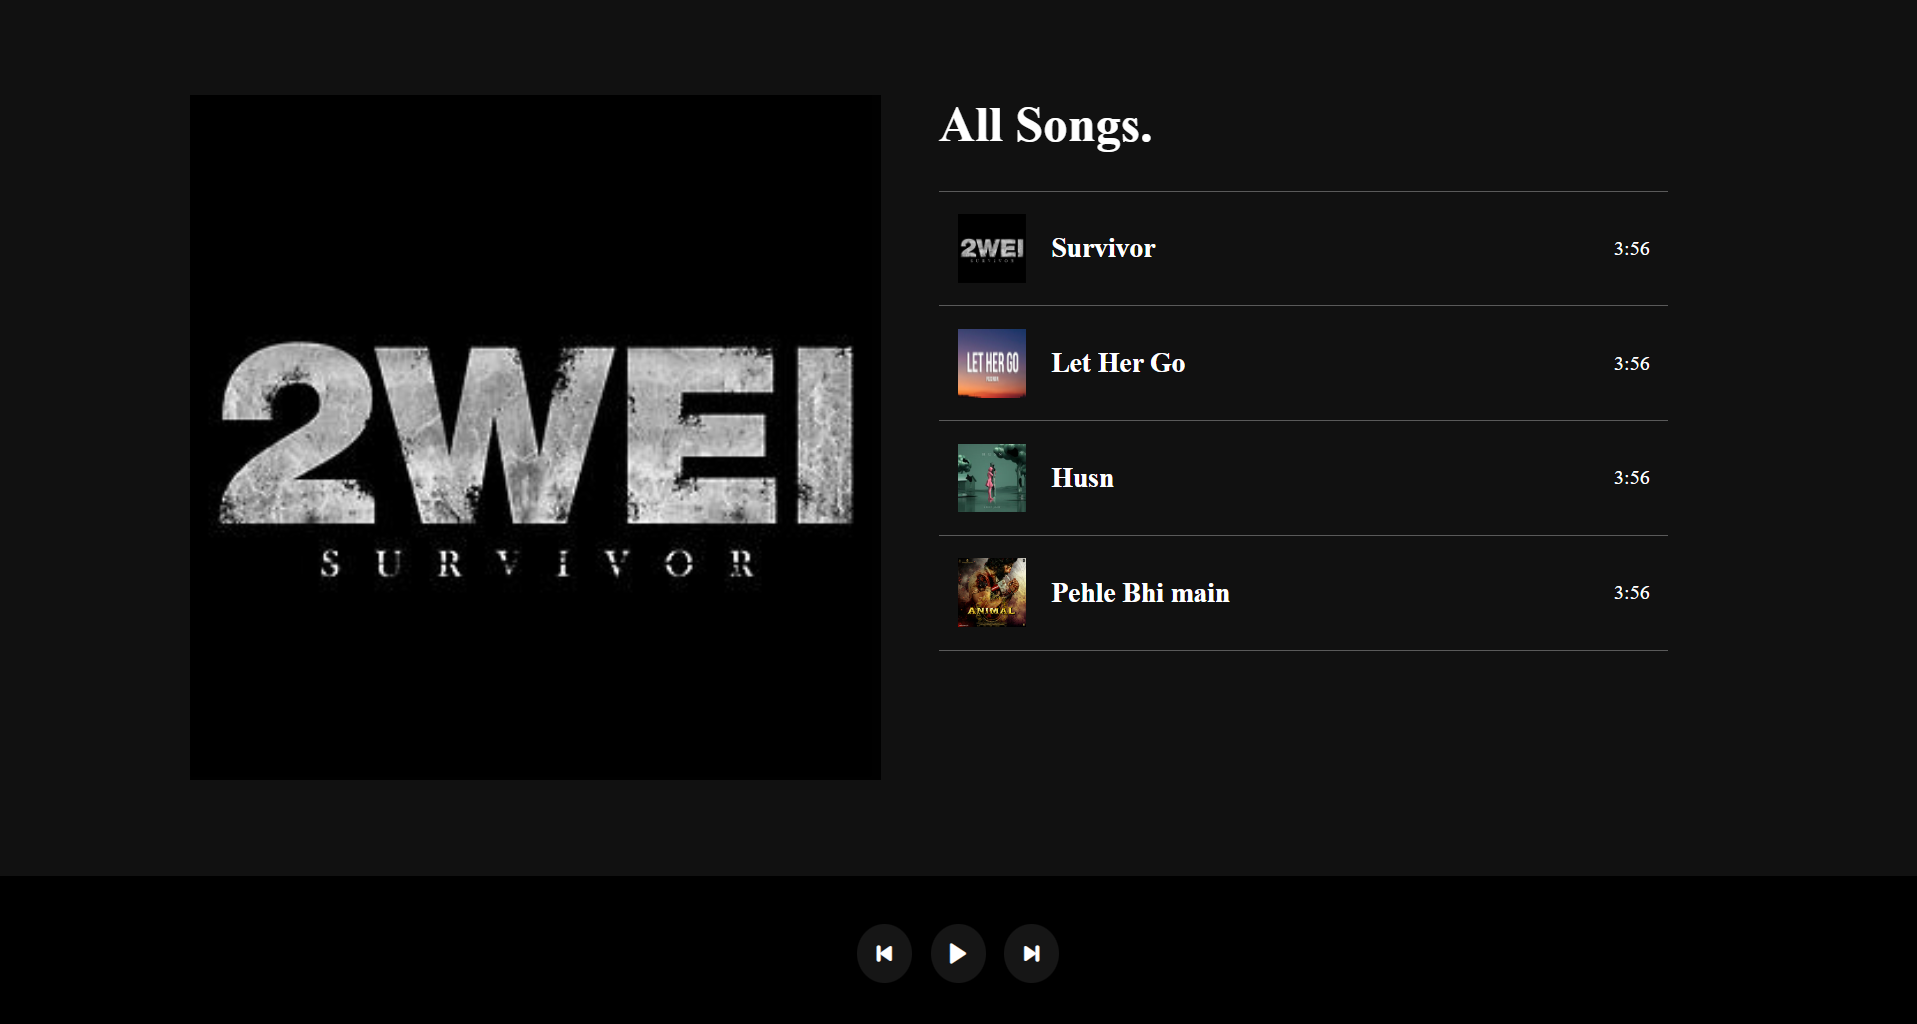 2WEI
SURVIVOR
All Songs.
2WEI
SURVIVOR
Survivor
3:56
LET HER GO
Let Her Go
3:56
Husn
3:56
ANIMAL
Pehle Bhi main
3:56